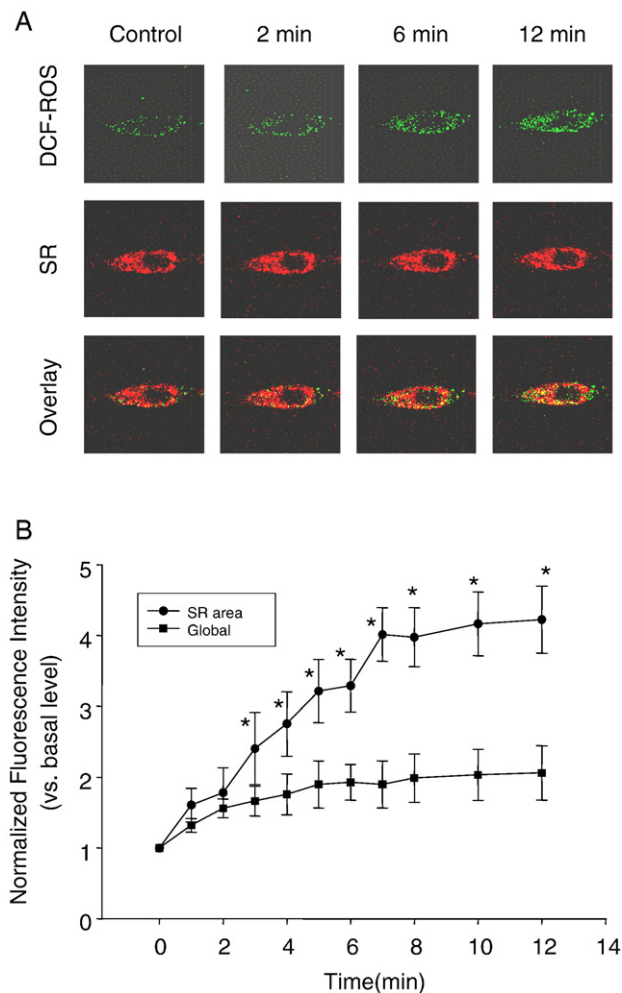 A
Control 2 min 6 min 12 min
DCF-ROS
SR
Overlay
B
Normalized Fluorescence Intensity
(vs. basal level)
5
4
3
2
1
0
SR area
Global
* * * * * * * *
0 2 4 6 8 10 12 14
Time(min)